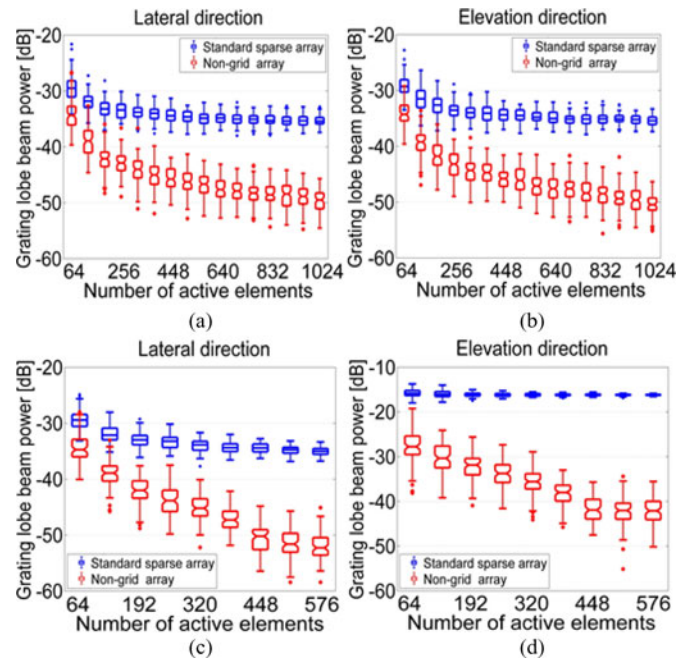 Lateral direction
Grating lobe beam power [dB]
-20
-30
-40
-50
-60
Standard sparse array
Non-grid array
64 256 448 640 832 1024
Number of active elements
(a)
Elevation direction
Grating lobe beam power [dB]
-20
-30
-40
-50
-60
Standard sparse array
Non-grid array
64 256 448 640 832 1024
Number of active elements
(b)
Lateral direction
Grating lobe beam power [dB]
-20
-30
-40
-50
-60
Standard sparse array
Non-grid array
64 192 320 448 576
Number of active elements
(c)
Elevation direction
Grating lobe beam power [dB]
-10
-20
-30
-40
-50
-60
Standard sparse array
Non-grid array
64 192 320 448 576
Number of active elements
(d)